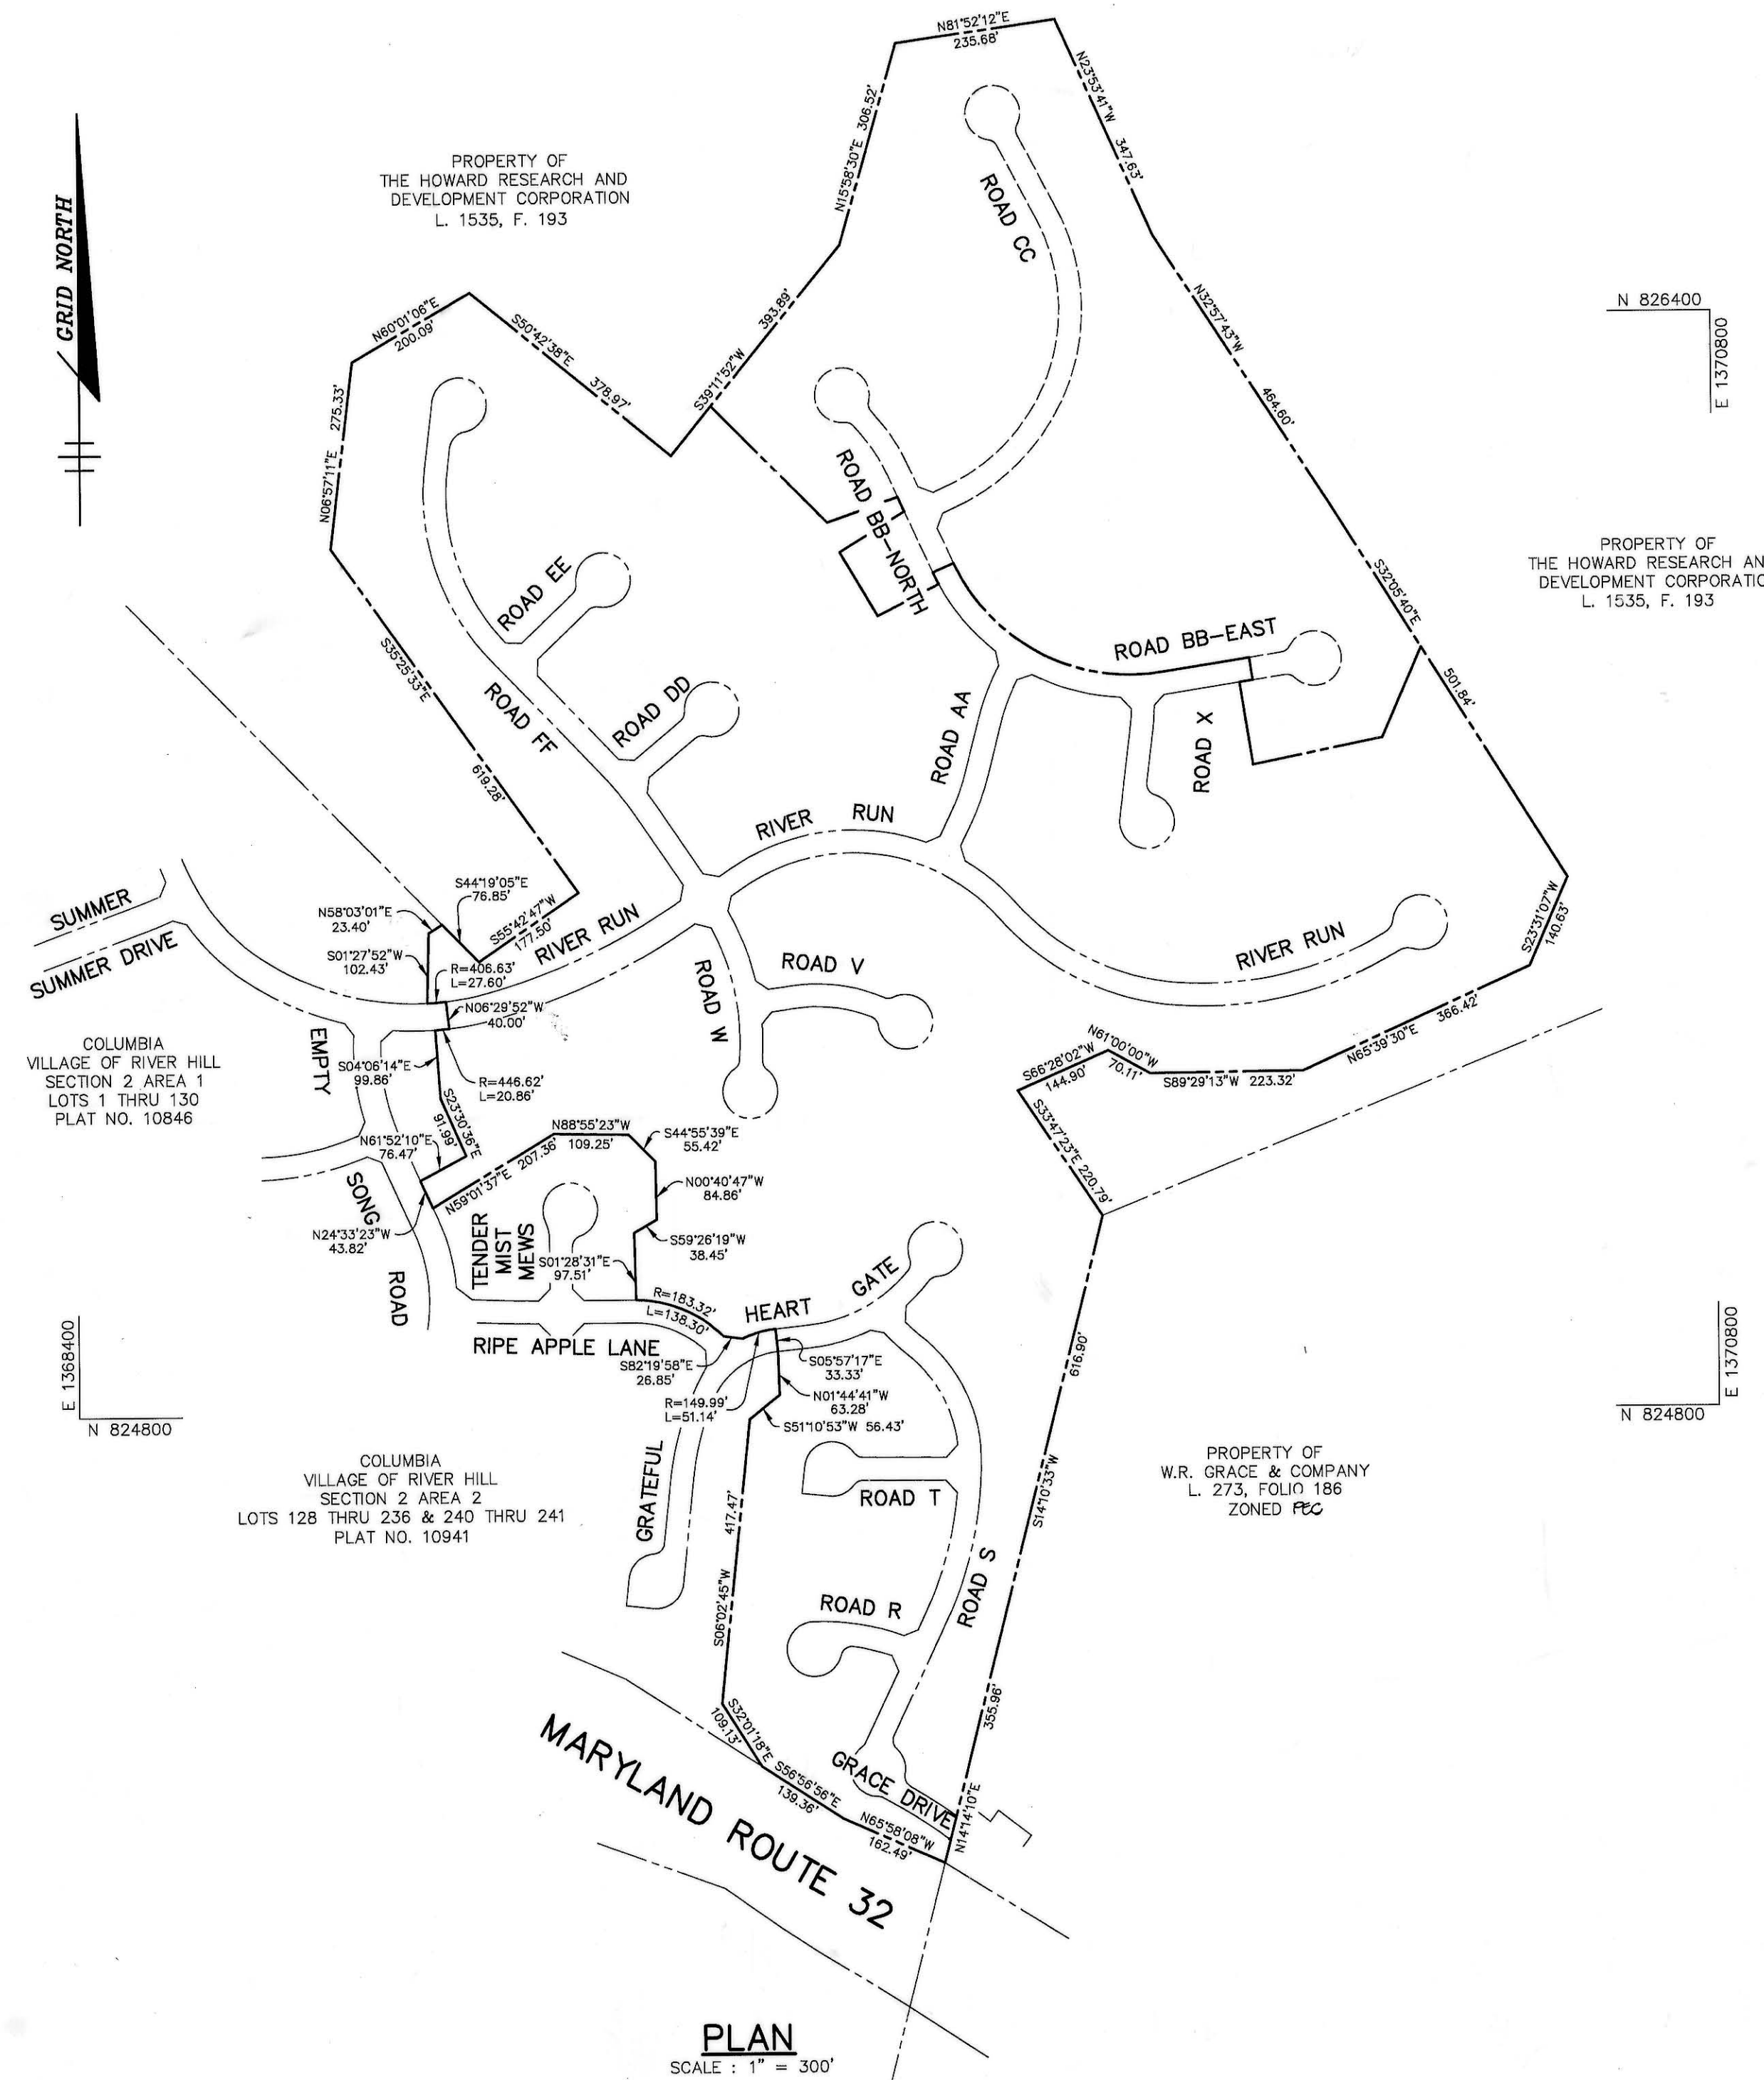 N81°52'12"E
235.68'
N23°53'41"W 347.63'
N15°58'30"E 306.52'
GRID NORTH
PROPERTY OF
THE HOWARD RESEARCH AND
DEVELOPMENT CORPORATION
L. 1535, F. 193
ROAD CC
N60°01'06"E
200.09'
S50°42'38"E 378.97'
S39°11'52"W 393.89'
N32°57'43"W 464.60'
N 826400
E 1370800
N06°57'11"E 275.33'
ROAD BB-NORTH
ROAD EE
PROPERTY OF
THE HOWARD RESEARCH AN
DEVELOPMENT CORPORATIO
L. 1535, F. 193
S32°05'40"E 501.84'
ROAD BB-EAST
S35°25'33"E 619.28'
ROAD FF
ROAD DD
ROAD AA
ROAD X
RIVER RUN
SUMMER
SUMMER DRIVE
S44°19'05"E
76.85'
N58°03'01"E
23.40'
S55°42'47"W
177.50'
RIVER RUN
S01°27'52"W
102.43'
R=406.63'
L=27.60'
N06°29'52"W
40.00'
ROAD V
ROAD W
RIVER RUN
S23°31'07"W
140.63'
COLUMBIA
VILLAGE OF RIVER HILL
SECTION 2 AREA 1
LOTS 1 THRU 130
PLAT NO. 10846
EMPTY
S04°06'14"E
99.86'
R=446.62'
L=20.86'
S23°30'36"E
91.99'
N61°52'10"E
76.47'
N65°39'30"E 366.42'
N61°00'00"W
70.11'
S66°28'02"W
144.90'
S89°29'13"W 223.32'
S33°47'23"E 220.79'
N88°55'23"W
109.25'
S44°55'39"E
55.42'
N59°01'37"E 207.36'
N00°40'47"W
84.86'
SONG
N24°33'23"W
43.82'
TENDER
MIST
MEWS
S59°26'19"W
38.45'
S01°28'31"E
97.51'
ROAD
HEART GATE
R=183.32'
L=138.30'
RIPE APPLE LANE
S82°19'58"E
26.85'
S05°57'17"E
33.33'
N01°44'41"W
63.28'
R=149.99'
L=51.14'
S51°10'53"W 56.43'
E 1368400
N 824800
E 1370800
N 824800
S14°10'33"W 616.90'
COLUMBIA
VILLAGE OF RIVER HILL
SECTION 2 AREA 2
LOTS 128 THRU 236 & 240 THRU 241
PLAT NO. 10941
GRATEFUL
S06°02'45"W 417.47'
ROAD T
PROPERTY OF
W.R. GRACE & COMPANY
L. 273, FOLIO 186
ZONED PEC
ROAD S
ROAD R
S32°01'18"E
109.13'
S56°56'56"E
139.36'
N65°58'08"W
162.49'
GRACE DRIVE
N14°14'10"E 355.96'
MARYLAND ROUTE 32
PLAN
SCALE : 1" = 300'